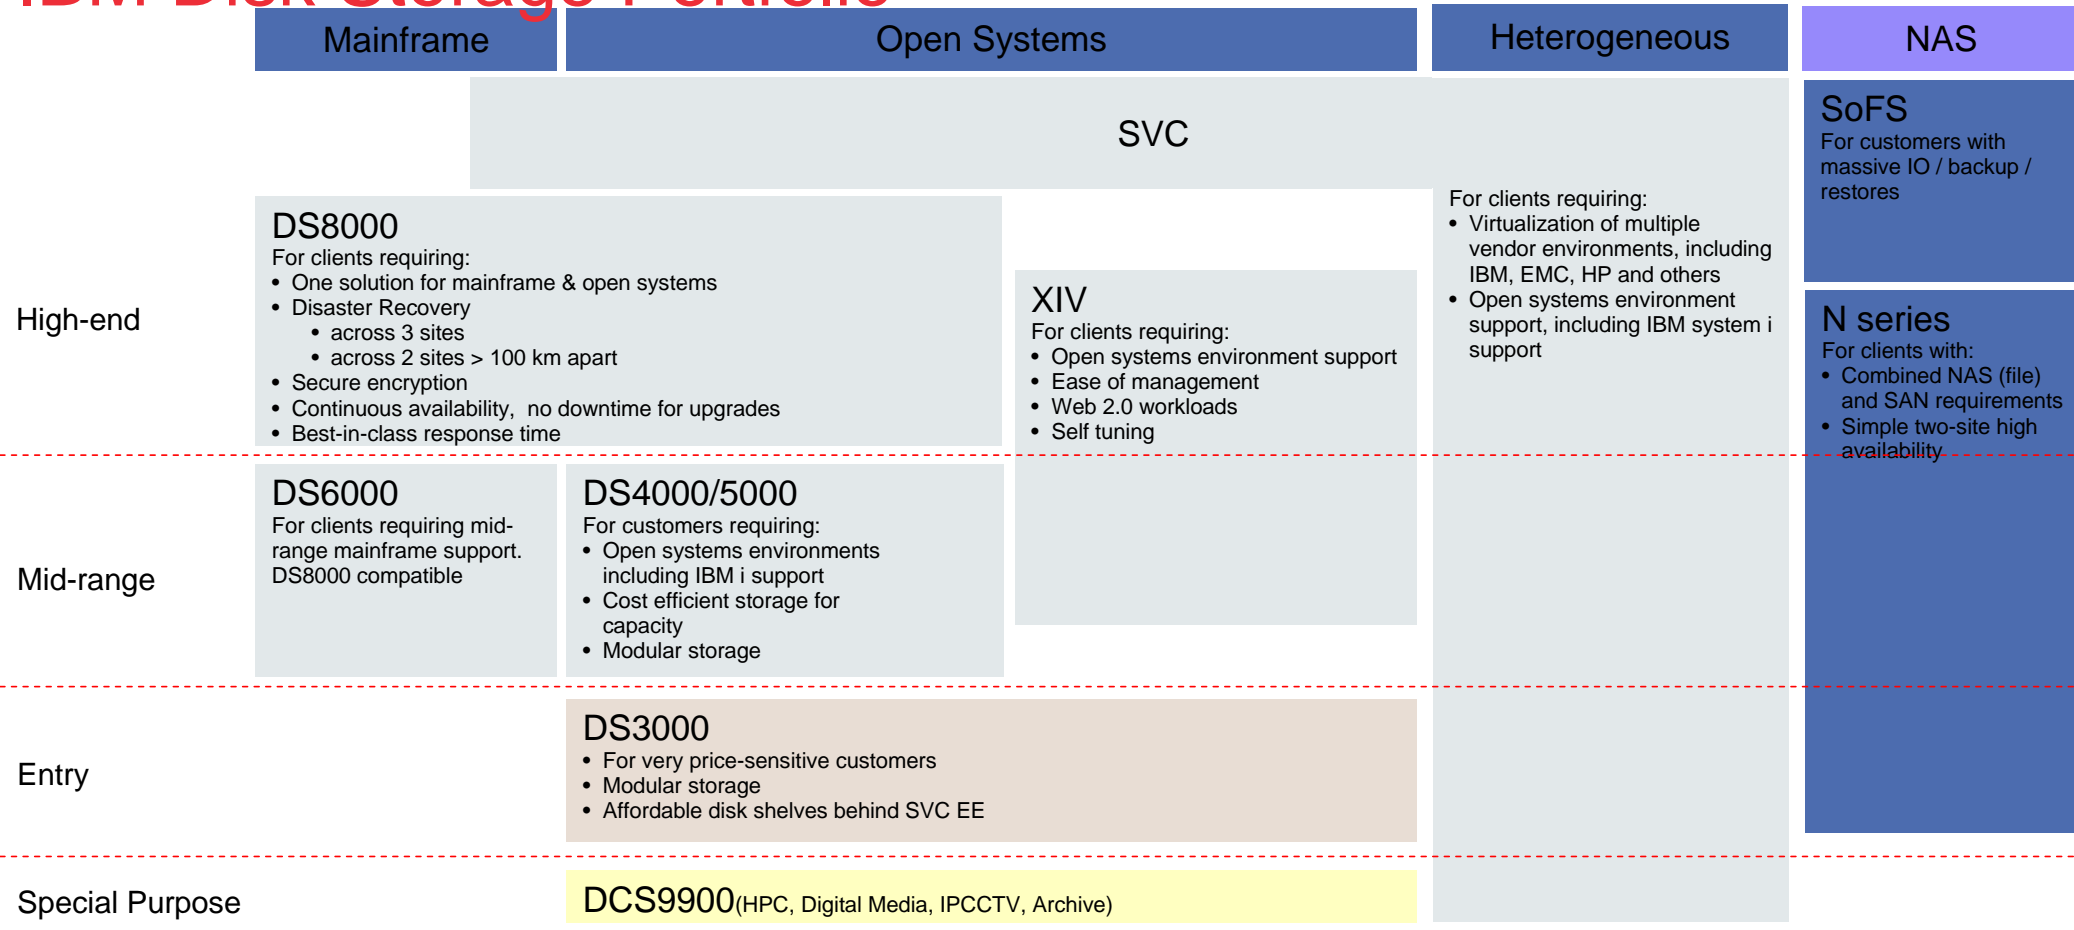 IBM Disk Storage Portfolio
Mainframe
Open Systems
Heterogeneous
NAS
SVC
SoFS
For customers with
massive IO / backup /
restores
High-end
DS8000
For clients requiring:
• One solution for mainframe & open systems
• Disaster Recovery
• across 3 sites
• across 2 sites > 100 km apart
• Secure encryption
• Continuous availability, no downtime for upgrades
• Best-in-class response time
XIV
For clients requiring:
• Open systems environment support
• Ease of management
• Web 2.0 workloads
• Self tuning
For clients requiring:
• Virtualization of multiple
vendor environments, including
IBM, EMC, HP and others
• Open systems environment
support, including IBM system i
support
N series
For clients with:
• Combined NAS (file)
and SAN requirements
• Simple two-site high
availability
Mid-range
DS6000
For clients requiring mid-
range mainframe support.
DS8000 compatible
DS4000/5000
For customers requiring:
• Open systems environments
including IBM i support
• Cost efficient storage for
capacity
• Modular storage
Entry
DS3000
• For very price-sensitive customers
• Modular storage
• Affordable disk shelves behind SVC EE
Special Purpose
DCS9900(HPC, Digital Media, IPCCTV, Archive)